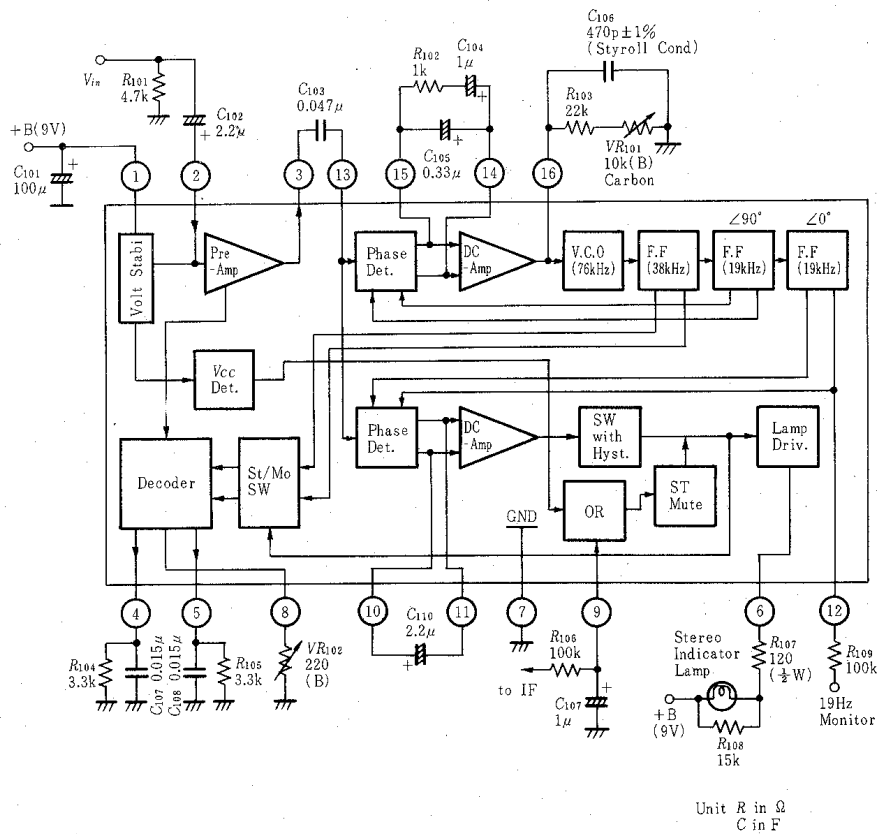 C106
470p±1%
(Styroll Cond)
C104
1μ
R102
1k
Vin
R101
4.7k
C103
0.047μ
R103
22k
C102
2.2μ
+
+B(9V)
+
C101
100μ
+
+
C105
0.33μ
VR101
10k(B)
Carbon
1
2
3
13
15
14
16
∠90°
∠0°
Volt Stabi
Pre
-Amp
Phase
Det.
DC
-Amp
V.C.O
(76kHz)
F.F
(38kHz)
F.F
(19kHz)
F.F
(19kHz)
Vcc
Det.
Phase
Det.
DC
-Amp
SW
with
Hyst.
Lamp
Driv.
Decoder
St/Mo
SW
OR
ST
Mute
GND
4
5
8
10
11
7
9
6
12
R104
3.3k
C107 0.015μ
C108 0.015μ
R105
3.3k
VR102
220
(B)
C110
2.2μ
+
R106
100k
to IF
+
C107
1μ
Stereo
Indicator
Lamp
R107
120
(½W)
R109
100k
+B
(9V)
R108
15k
19Hz
Monitor
Unit R in Ω
C in F